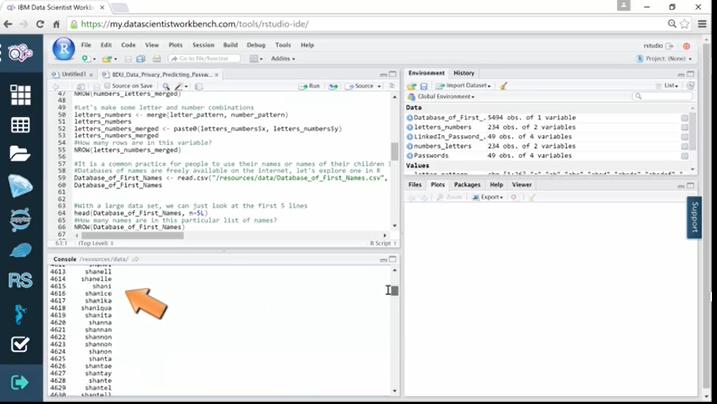 IBM Data Scientist Workb
https://my.datascientistworkbench.com/tools/rstudio-ide/
File Edit Code View Plots Session Build Debug Tools Help
rstudio
Go to file/function
Addins
Project: (None)
Untitled1
BDU_Data_Privacy_Predicting_Passw...
Source on Save
Run
Source
47 NROW(numbers_letters_merged)
48
49 #Let's make some letter and number combinations
50 letters_numbers <- merge(letter_pattern, number_pattern)
51 letters_numbers
52 letters_numbers_merged <- paste0(letters_numbers$x, letters_numbers$y)
53 letters_numbers_merged
54 #How many rows are in this variable?
55 NROW(letters_numbers_merged)
56
57 #It is a common practice for people to use their names or names of their children i
58 #Databases of names are freely available on the internet, let's explore one in R
59 Database_of_First_Names <- read.csv("/resources/data/Database_of_First_Names.csv",
60 Database_of_First_Names
61
62
63 #With a large data set, we can just look at the first 5 lines
64 head(Database_of_First_Names, n=5L)
65 #How many names are in this particular list of names?
66 NROW(Database_of_First_Names)
67
63:1
(Top Level)
R Script
Console /resources/data/
4613 shanell
4614 shanelle
4615 shani
4616 shanice
4617 shanika
4618 shaniqua
4619 shanita
4620 shanna
4621 shannan
4622 shannon
4623 shannon
4624 shanon
4625 shanta
4626 shantae
4627 shantay
4628 shante
4629 shantel
4630 shantell
Environment History
Import Dataset
List
Global Environment
Data
Database_of_First_... 5494 obs. of 1 variable
letters_numbers 234 obs. of 2 variables
LinkedIn_Passwords 49 obs. of 4 variables
numbers_letters 234 obs. of 2 variables
Passwords 49 obs. of 4 variables
Values
Files Plots Packages Help Viewer
Zoom
Export
Support
RS